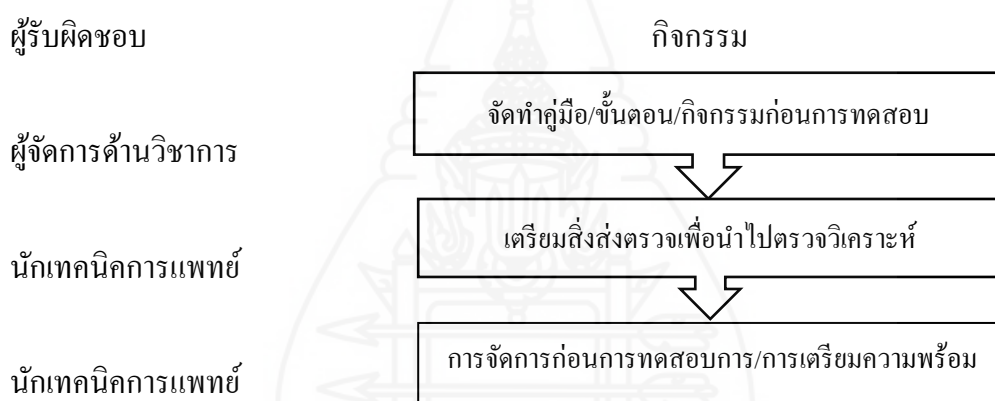 ผู้รับผิดชอบ กิจกรรม
จัดทำคู่มือ/ขั้นตอน/กิจกรรมก่อนการทดสอบ
ผู้จัดการด้านวิชาการ
เตรียมสิ่งส่งตรวจเพื่อนำไปตรวจวิเคราะห์
นักเทคนิคการแพทย์
การจัดการก่อนการทดสอบการ/การเตรียมความพร้อม
นักเทคนิคการแพทย์